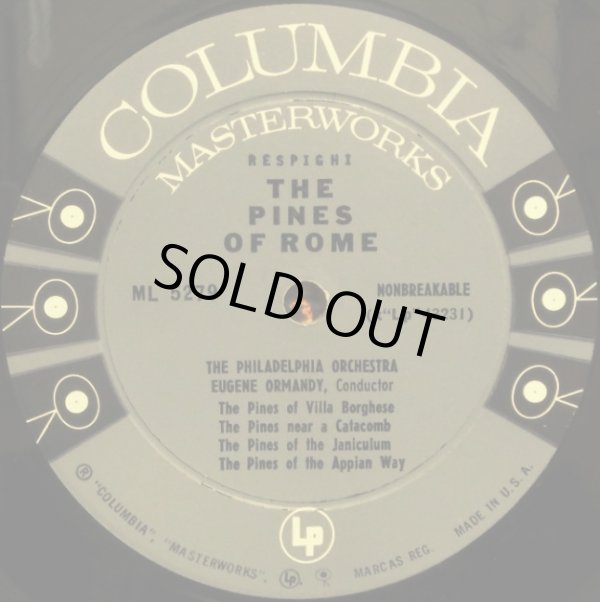 COLUMBIA
MASTERWORKS
RESPIGHI
THE
PINES
OF ROME
SOLD OUT
ML
NONBREAKABLE
THE PHILADELPHIA ORCHESTRA
EUGENE ORMANDY, Conductor
The Pines of Villa Borghese
The Pines near a Catacomb
The Pines of the Janiculum
The Pines of the Appian Way
Lp
® "COLUMBIA", "MASTERWORKS", Lp, MARCAS REG. MADE IN U.S.A.